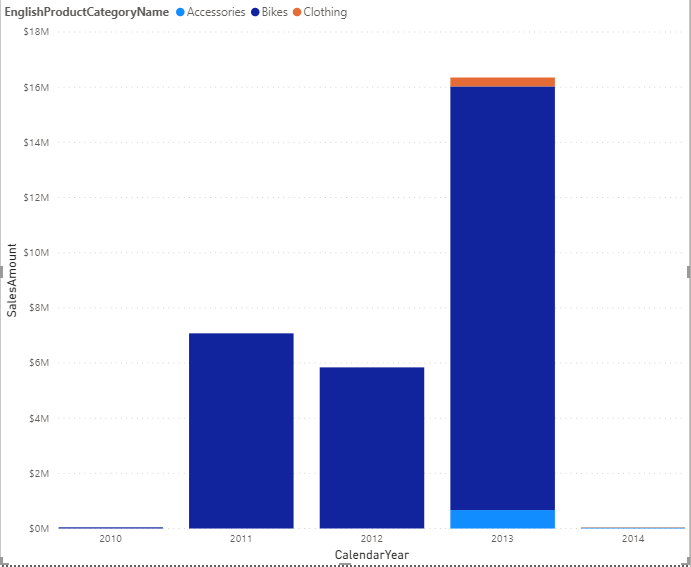 EnglishProductCategoryName Accessories Bikes Clothing
$18M
$16M
$14M
$12M
$10M
$8M
$6M
$4M
$2M
$0M
SalesAmount
2010 2011 2012 2013 2014
CalendarYear